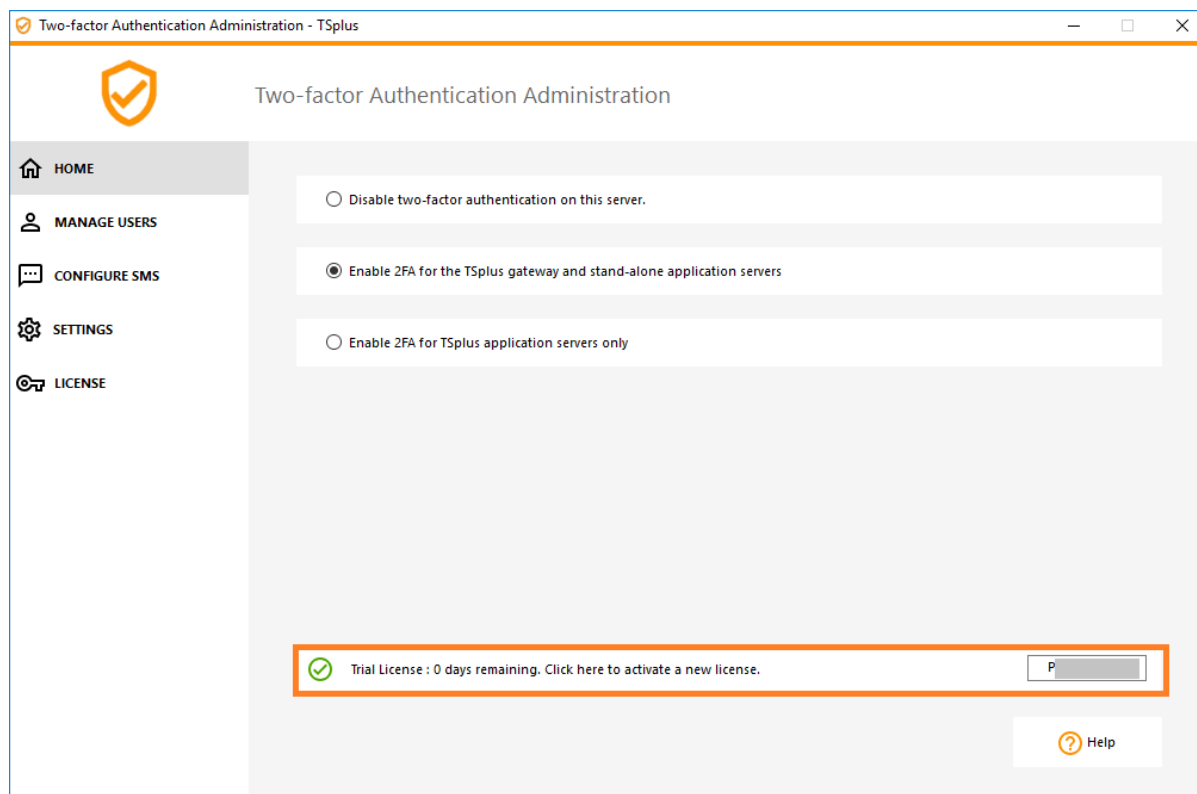 Two-factor Authentication Administration - TSplus
Two-factor Authentication Administration
HOME
MANAGE USERS
CONFIGURE SMS
SETTINGS
LICENSE
Disable two-factor authentication on this server.
Enable 2FA for the TSplus gateway and stand-alone application servers
Enable 2FA for TSplus application servers only
Trial License : 0 days remaining. Click here to activate a new license.
P
Help